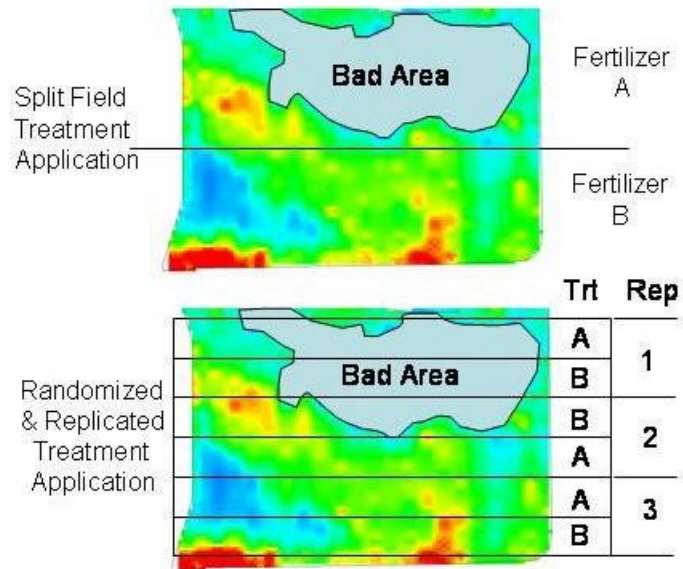 Bad Area
Fertilizer
A
Split Field
Treatment
Application
Fertilizer
B
Trt Rep
A
1
B
Bad Area
Randomized
& Replicated
Treatment
Application
B
2
A
A
3
B